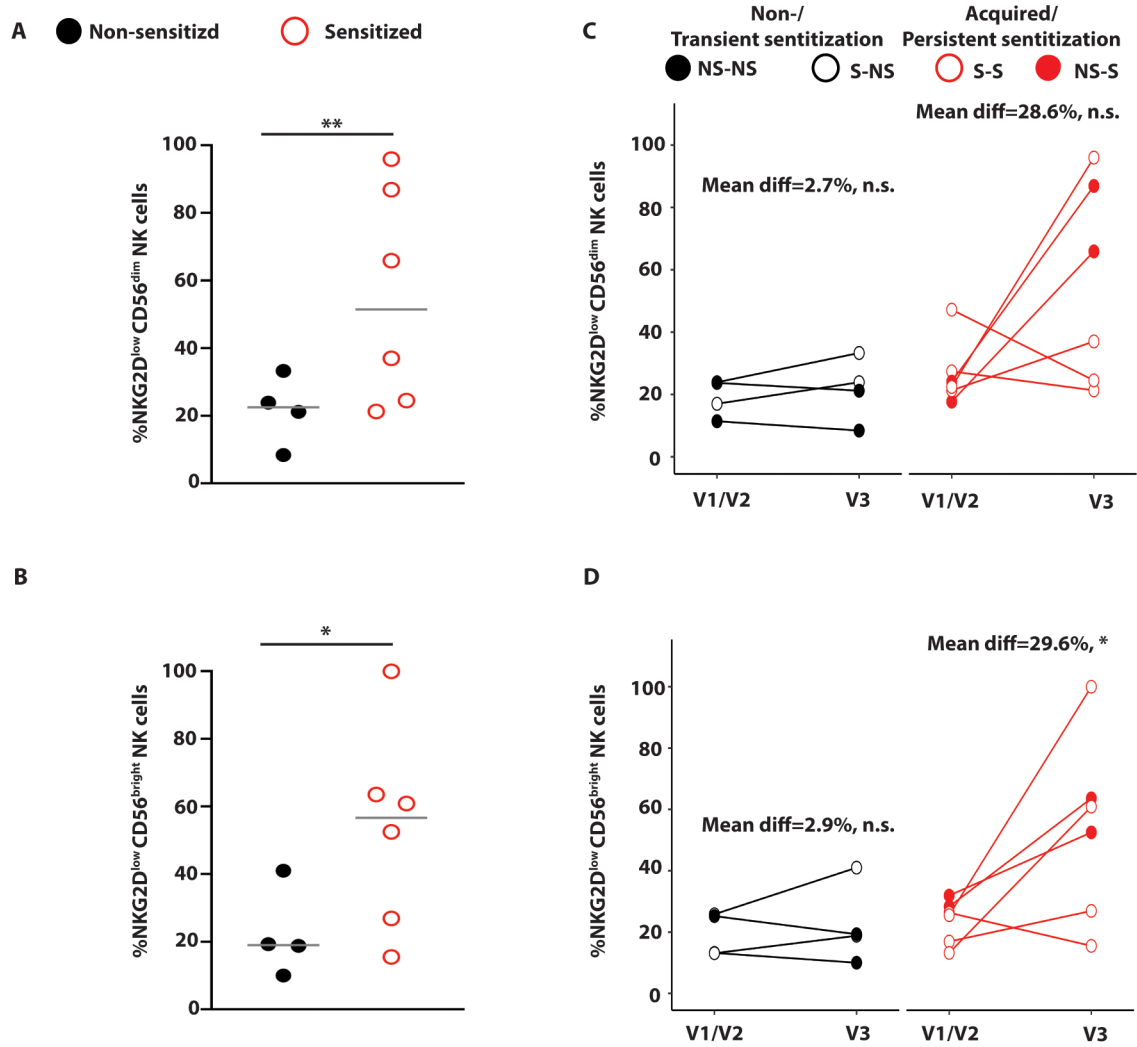 A
Non-sensitizd
Sensitized
**
%NKG2Dlow CD56dim NK cells
100
80
60
40
20
0
B
*
%NKG2Dlow CD56bright NK cells
100
80
60
40
20
0
C
Non-/
Transient sentitization
Acquired/
Persistent sentitization
NS-NS
S-NS
S-S
NS-S
Mean diff=28.6%, n.s.
Mean diff=2.7%, n.s.
%NKG2Dlow CD56dim NK cells
100
80
60
40
20
0
V1/V2
V3
V1/V2
V3
D
Mean diff=29.6%, *
Mean diff=2.9%, n.s.
%NKG2Dlow CD56bright NK cells
100
80
60
40
20
0
V1/V2
V3
V1/V2
V3